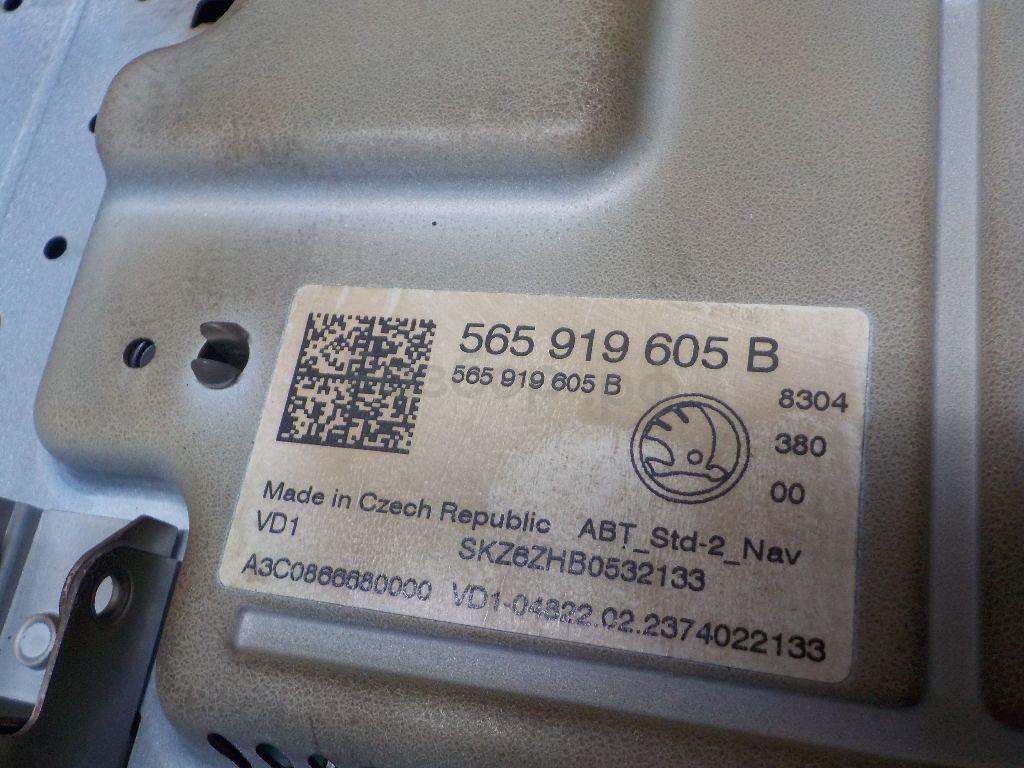 565 919 605 B
565 919 605 B
8304
380
00
Made in Czech Republic ABT_Std-2_Nav
VD1 SKZ6ZHB0532133
A3C0866680000 VD1-04822.02.2374022133